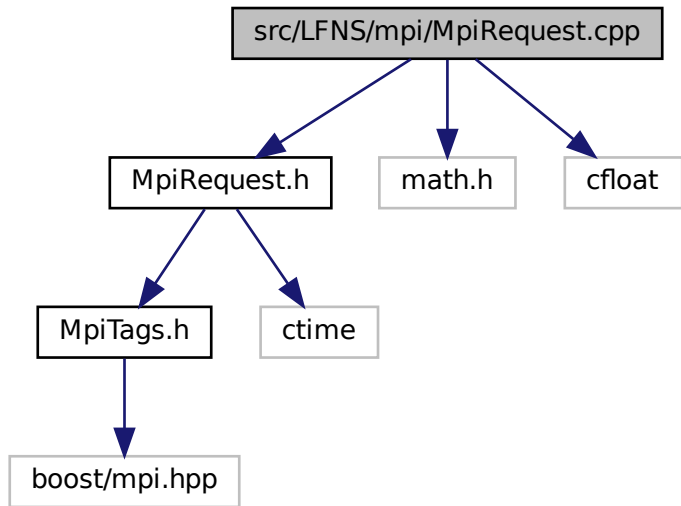 src/LFNS/mpi/MpiRequest.cpp
MpiRequest.h
math.h
cfloat
MpiTags.h
ctime
boost/mpi.hpp